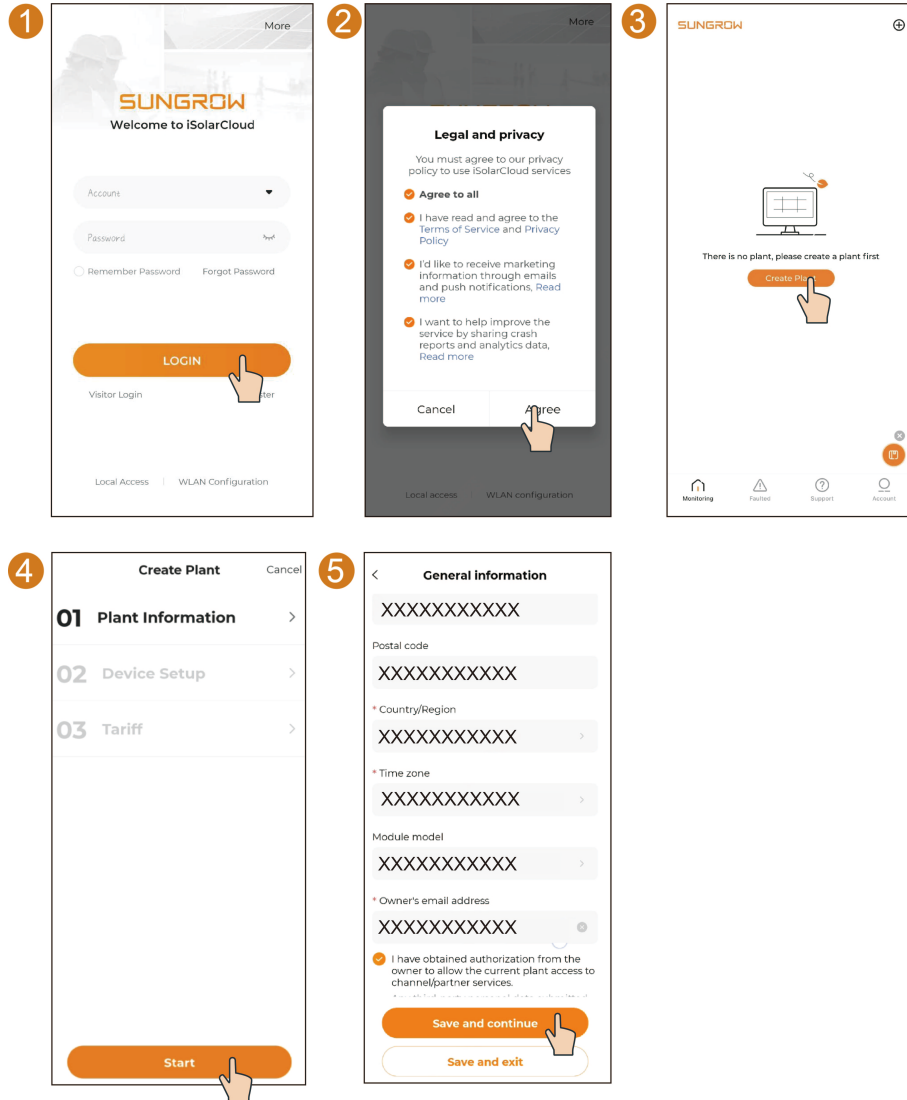 1
More
SUNGROW
Welcome to iSolarCloud
Account
Password
Remember Password Forgot Password
LOGIN
Visitor Login
Local Access WLAN Configuration
2
More
Legal and privacy
You must agree to our privacy
policy to use iSolarCloud services
Agree to all
I have read and agree to the
Terms of Service and Privacy
Policy
I'd like to receive marketing
information through emails
and push notifications, Read
more
I want to help improve the
service by sharing crash
reports and analytics data,
Read more
Cancel Agree
Local access WLAN configuration
3
SUNGROW
There is no plant, please create a plant first
Create Plant
Monitoring Faulted Support Account
4
Create Plant Cancel
01 Plant Information
02 Device Setup
03 Tariff
Start
5
General information
XXXXXXXXXXX
Postal code
XXXXXXXXXXX
* Country/Region
XXXXXXXXXXX
* Time zone
XXXXXXXXXXX
Module model
XXXXXXXXXXX
* Owner's email address
XXXXXXXXXXX
I have obtained authorization from the
owner to allow the current plant access to
channel/partner services.
Save and continue
Save and exit